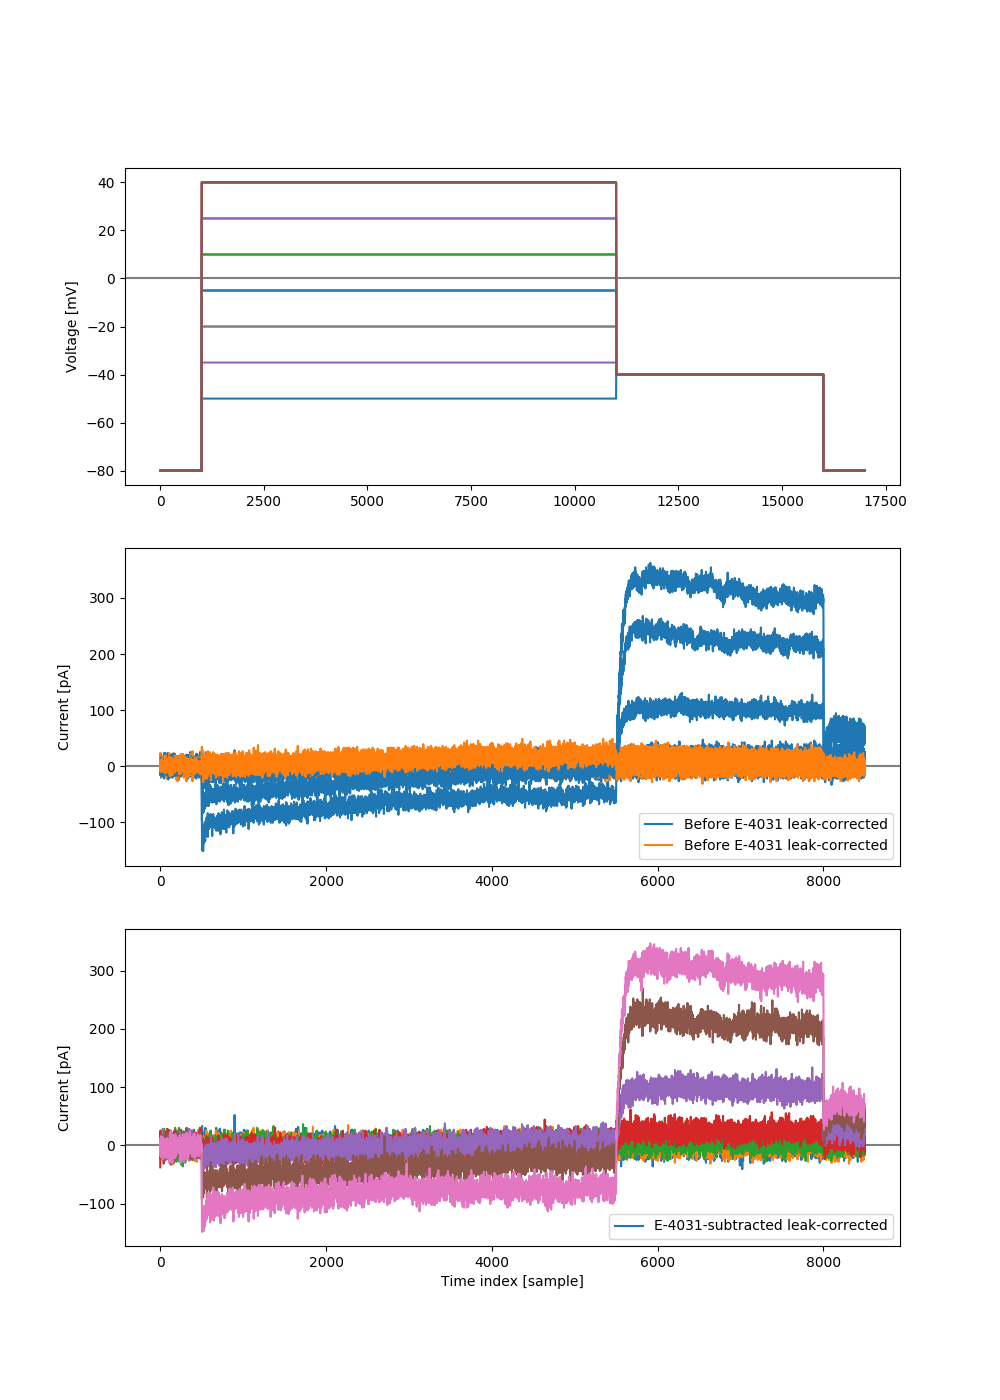 40
20
0
−20
−40
−60
−80
Voltage [mV]
0 2500 5000 7500 10000 12500 15000 17500
300
200
100
0
−100
Current [pA]
Before E-4031 leak-corrected
Before E-4031 leak-corrected
0 2000 4000 6000 8000
300
200
100
0
−100
Current [pA]
E-4031-subtracted leak-corrected
0 2000 4000 6000 8000
Time index [sample]